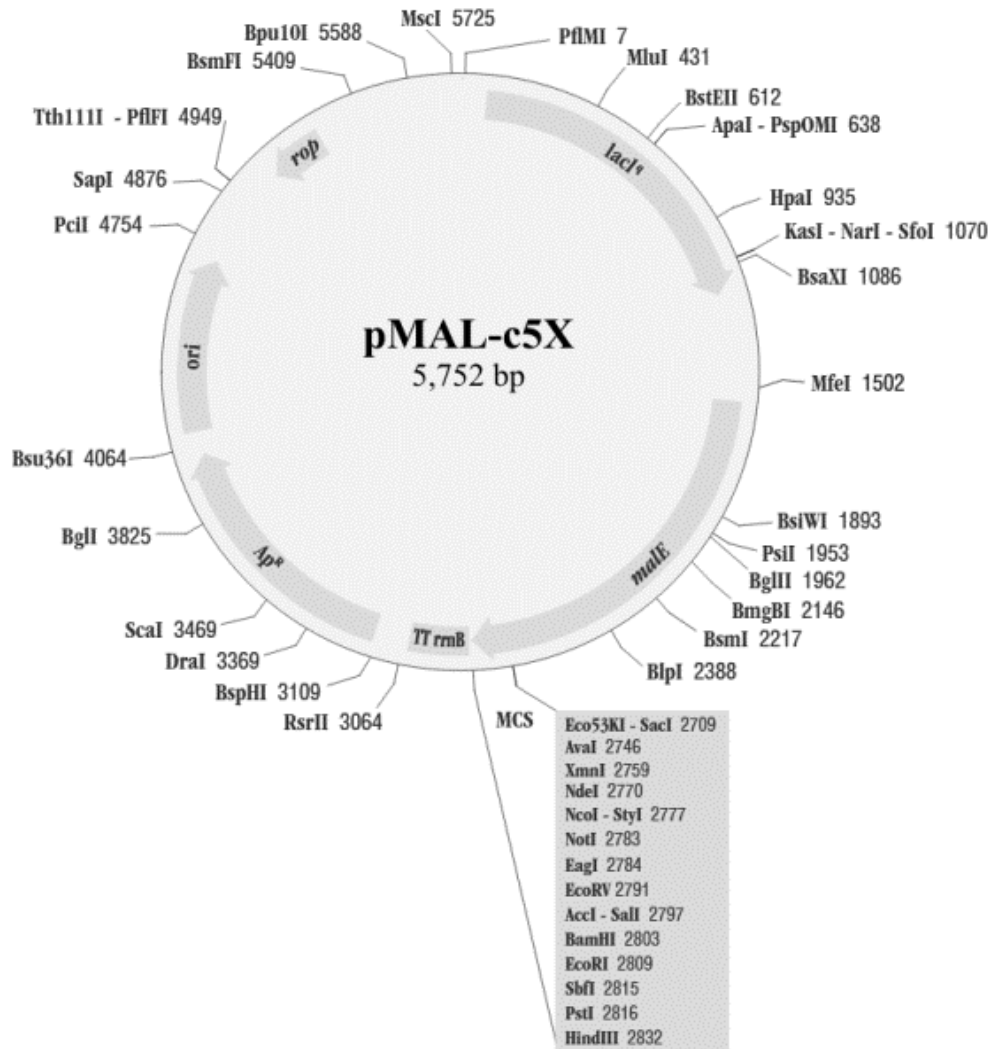 MscI 5725
PflMI 7
MluI 431
BstEII 612
ApaI - PspOMI 638
HpaI 935
KasI - NarI - SfoI 1070
BsaXI 1086
MfeI 1502
BsiWI 1893
PsiI 1953
BglII 1962
BmgBI 2146
BsmI 2217
BlpI 2388
MCS
Eco53KI - SacI 2709
AvaI 2746
XmnI 2759
NdeI 2770
NcoI - StyI 2777
NotI 2783
EagI 2784
EcoRV 2791
AccI - SalI 2797
BamHI 2803
EcoRI 2809
SbfI 2815
PstI 2816
HindIII 2832
RsrII 3064
BspHI 3109
DraI 3369
ScaI 3469
BglI 3825
Bsu36I 4064
PciI 4754
SapI 4876
Tth111I - PflFI 4949
BsmFI 5409
Bpu10I 5588
lacIq
malE
TT rrnB
ApR
ori
rop
pMAL-c5X
5,752 bp